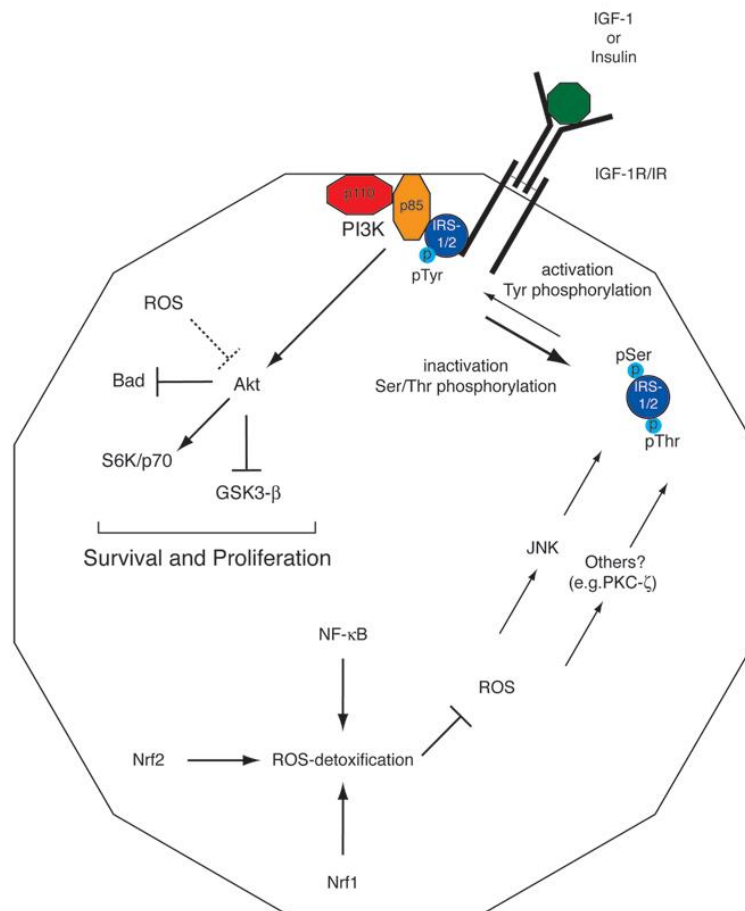 IGF-1
or
Insulin
IGF-1R/IR
p110
p85
PI3K
IRS-
1/2
p
pTyr
activation
Tyr phosphorylation
inactivation
Ser/Thr phosphorylation
pSer
p
IRS-
1/2
p
pThr
ROS
Bad
Akt
S6K/p70
GSK3-β
Survival and Proliferation
JNK
Others?
(e.g.PKC-ζ)
NF-κB
ROS
Nrf2
ROS-detoxification
Nrf1